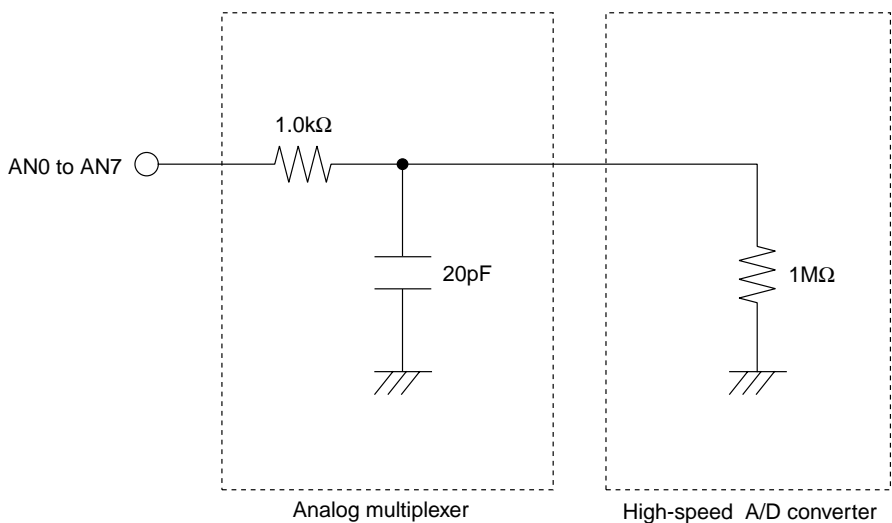 1.0kΩ
AN0 to AN7
20pF
1MΩ
Analog multiplexer
High-speed A/D converter